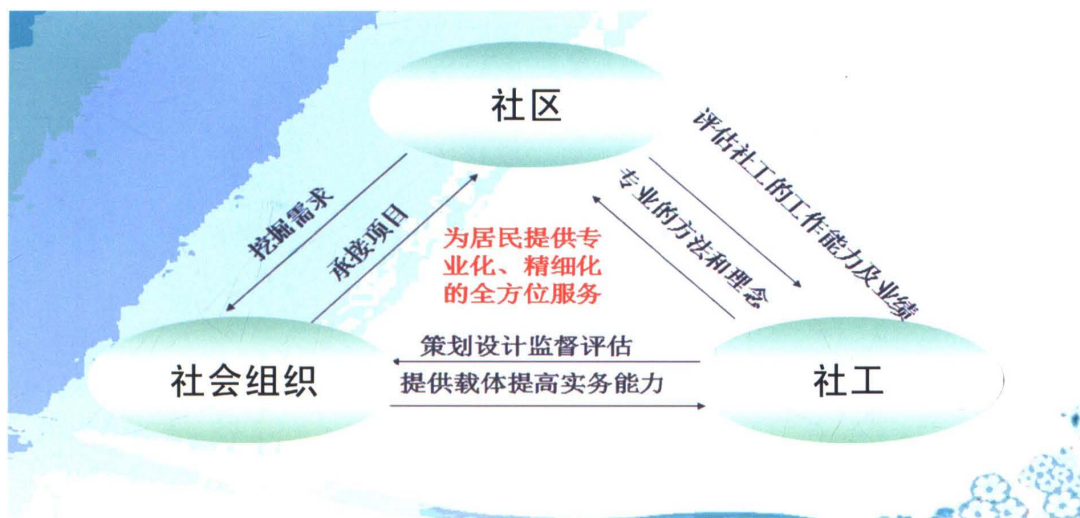 社区
评估社工的工作能力及业绩
专业的方法和理念
挖掘需求
承接项目
为居民提供专
业化、精细化
的全方位服务
策划设计监督评估
提供载体提高实务能力
社会组织
社工